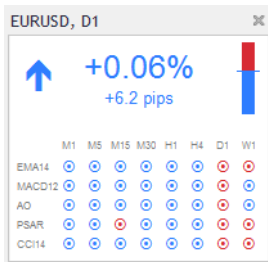 EURUSD, D1
+0.06%
+6.2 pips
M1 M5 M15 M30 H1 H4 D1 W1
EMA14
MACD12
AO
PSAR
CCI14